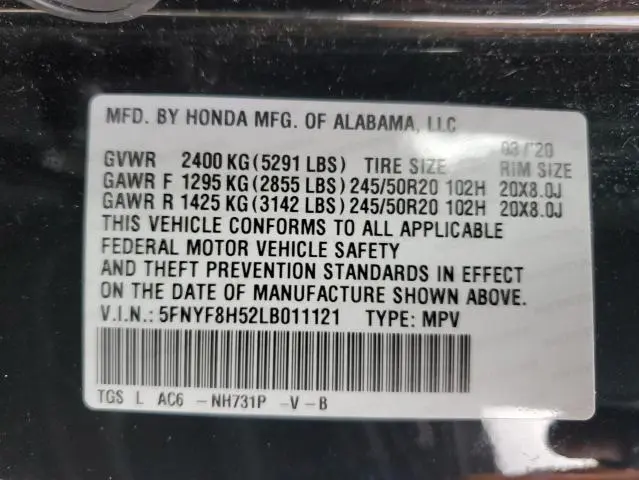 MFD. BY HONDA MFG. OF ALABAMA, LLC
03/20
GVWR 2400 KG (5291 LBS) TIRE SIZE RIM SIZE
GAWR F 1295 KG (2855 LBS) 245/50R20 102H 20X8.0J
GAWR R 1425 KG (3142 LBS) 245/50R20 102H 20X8.0J
THIS VEHICLE CONFORMS TO ALL APPLICABLE
FEDERAL MOTOR VEHICLE SAFETY
AND THEFT PREVENTION STANDARDS IN EFFECT
ON THE DATE OF MANUFACTURE SHOWN ABOVE.
V.I.N.: 5FNYF8H52LB011121 TYPE: MPV
TGS L AC6 -NH731P -V-B